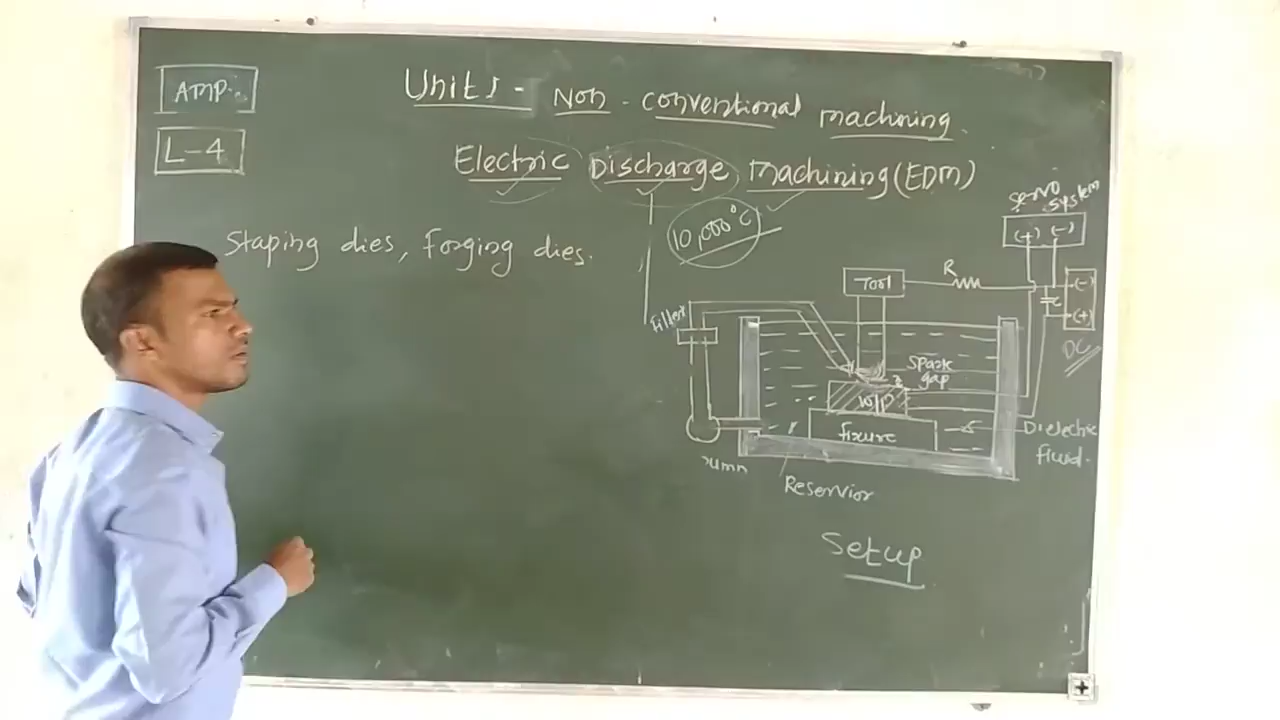 AMP
L-4
Unit 5 - Non - conventional machining.
Electric Discharge Machining (EDM)
Staping dies, Forging dies.
10,000°C
servo system
(+) (-)
Tool
R
(-)
C
(+)
DC
Filter
Spark gap
W/P
fixure
Dielectric fluid.
Reservior
Setup